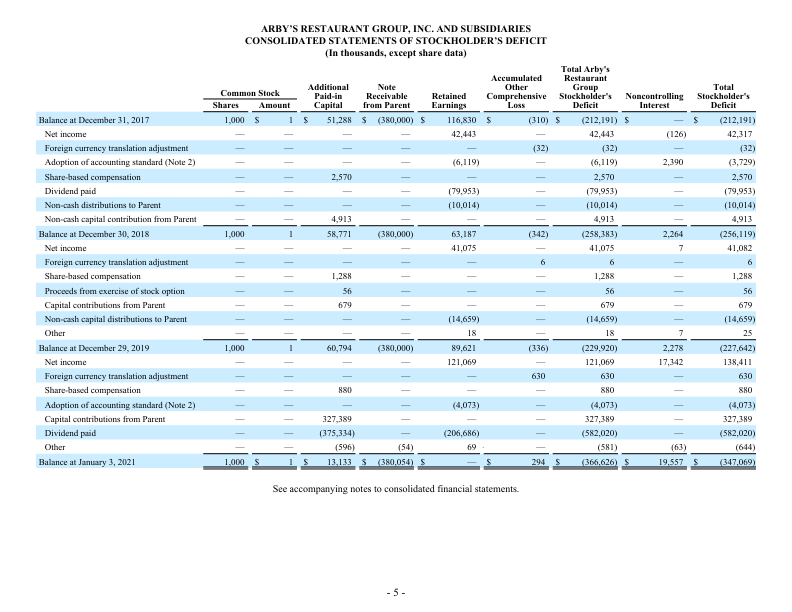 ARBY'S RESTAURANT GROUP, INC. AND SUBSIDIARIES
CONSOLIDATED STATEMENTS OF STOCKHOLDER'S DEFICIT
(In thousands, except share data)
Common Stock Additional Paid-in Capital Note Receivable from Parent Retained Earnings Accumulated Other Comprehensive Loss Total Arby's Restaurant Group Stockholder's Deficit Noncontrolling Interest Total Stockholder's Deficit
Shares Amount
Balance at December 31, 2017 1,000 $ 1 $ 51,288 $ (380,000) $ 116,830 $ (310) $ (212,191) $ — $ (212,191)
Net income — — — — 42,443 — 42,443 (126) 42,317
Foreign currency translation adjustment — — — — — (32) (32) — (32)
Adoption of accounting standard (Note 2) — — — — (6,119) — (6,119) 2,390 (3,729)
Share-based compensation — — 2,570 — — — 2,570 — 2,570
Dividend paid — — — — (79,953) — (79,953) — (79,953)
Non-cash distributions to Parent — — — — (10,014) — (10,014) — (10,014)
Non-cash capital contribution from Parent — — 4,913 — — — 4,913 — 4,913
Balance at December 30, 2018 1,000 1 58,771 (380,000) 63,187 (342) (258,383) 2,264 (256,119)
Net income — — — — 41,075 — 41,075 7 41,082
Foreign currency translation adjustment — — — — — 6 6 — 6
Share-based compensation — — 1,288 — — — 1,288 — 1,288
Proceeds from exercise of stock option — — 56 — — — 56 — 56
Capital contributions from Parent — — 679 — — — 679 — 679
Non-cash capital distributions to Parent — — — — (14,659) — (14,659) — (14,659)
Other — — — — 18 — 18 7 25
Balance at December 29, 2019 1,000 1 60,794 (380,000) 89,621 (336) (229,920) 2,278 (227,642)
Net income — — — — 121,069 — 121,069 17,342 138,411
Foreign currency translation adjustment — — — — — 630 630 — 630
Share-based compensation — — 880 — — — 880 — 880
Adoption of accounting standard (Note 2) — — — — (4,073) — (4,073) — (4,073)
Capital contributions from Parent — — 327,389 — — — 327,389 — 327,389
Dividend paid — — (375,334) — (206,686) — (582,020) — (582,020)
Other — — (596) (54) 69 - — (581) (63) (644)
Balance at January 3, 2021 1,000 $ 1 $ 13,133 $ (380,054) $ — $ 294 $ (366,626) $ 19,557 $ (347,069)
See accompanying notes to consolidated financial statements.
- 5 -